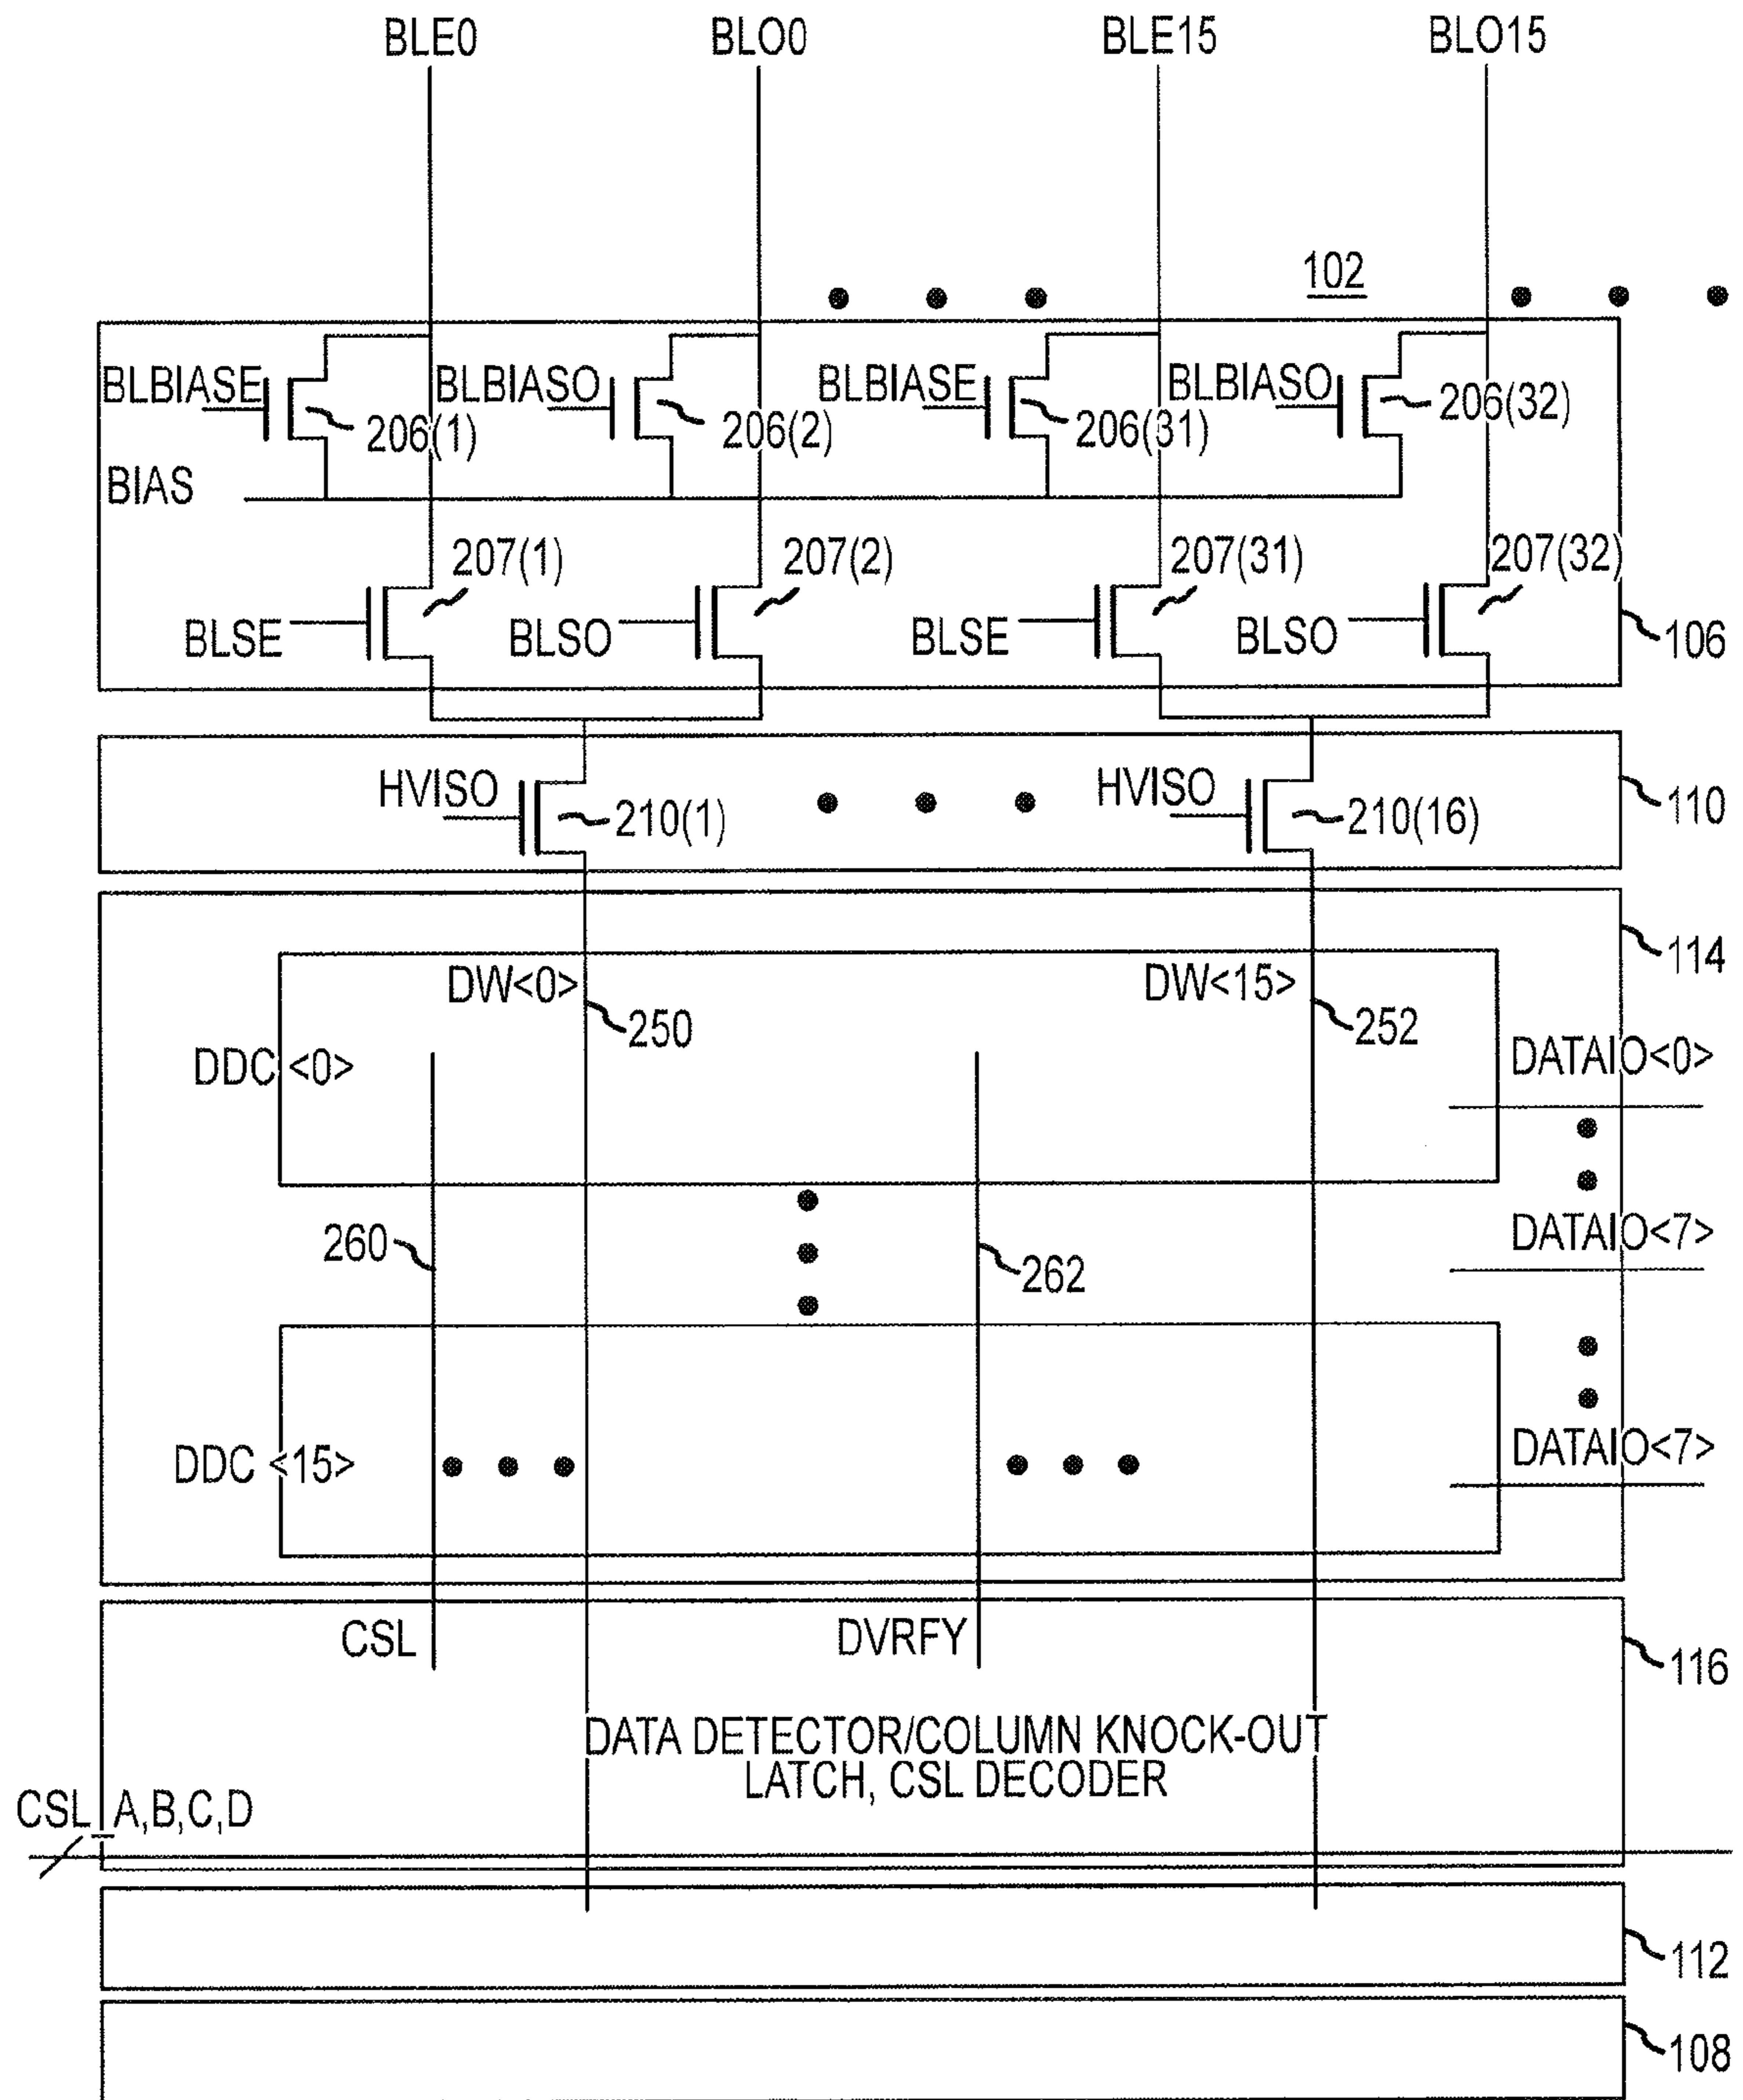 BLE0 BLO0 BLE15 BLO15
102
BLBIASE BLBIASO BLBIASE BLBIASO
206(1) 206(2) 206(31) 206(32)
BIAS
207(1) 207(2) 207(31) 207(32)
BLSE BLSO BLSE BLSO
106
HVISO HVISO
210(1) 210(16)
110
114
DW<0> DW<15>
250 252
DDC <0> DATAIO<0>
260 262 DATAIO<7>
DDC <15> DATAIO<7>
CSL DVRFY
116
DATA DETECTOR/COLUMN KNOCK-OUT
LATCH, CSL DECODER
CSL_A,B,C,D
112
108